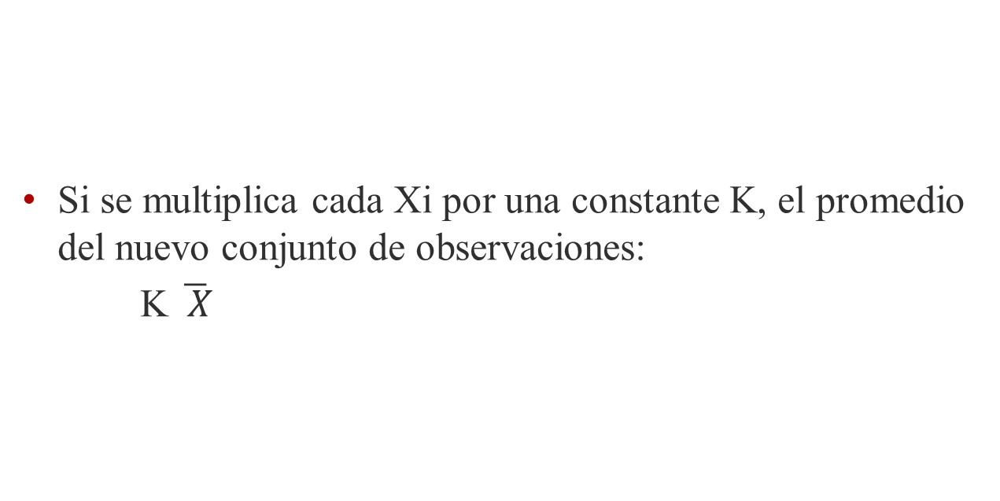 • Si se multiplica cada Xi por una constante K, el promedio
del nuevo conjunto de observaciones:
K X̅